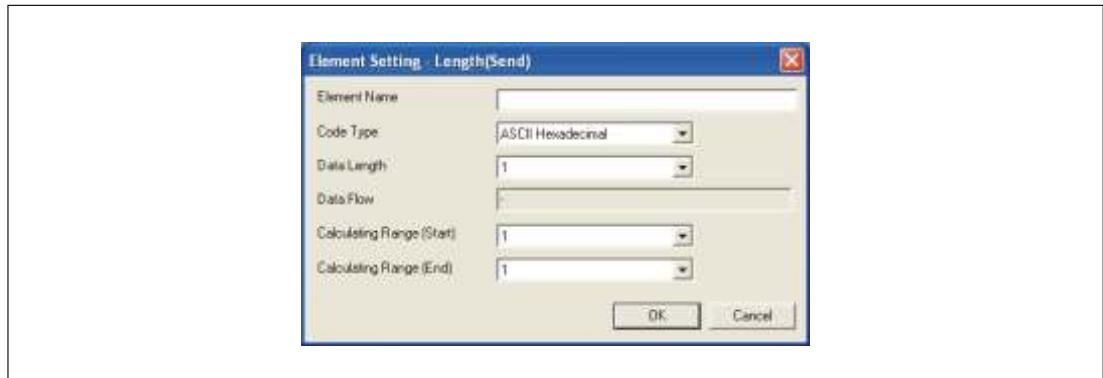 Element Setting - Length(Send)
Element Name
Code Type ASCII Hexadecimal
Data Length 1
Data Flow -
Calculating Range (Start) 1
Calculating Range (End) 1
OK Cancel